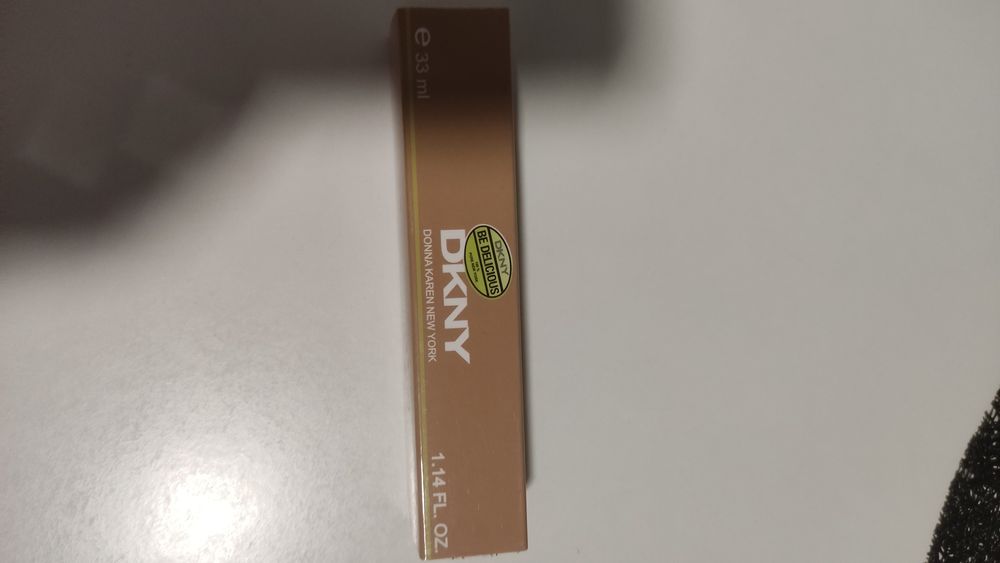 e 33 ml
DKNY
BE DELICIOUS
DKNY
DONNA KAREN NEW YORK
1.14 FL. OZ.